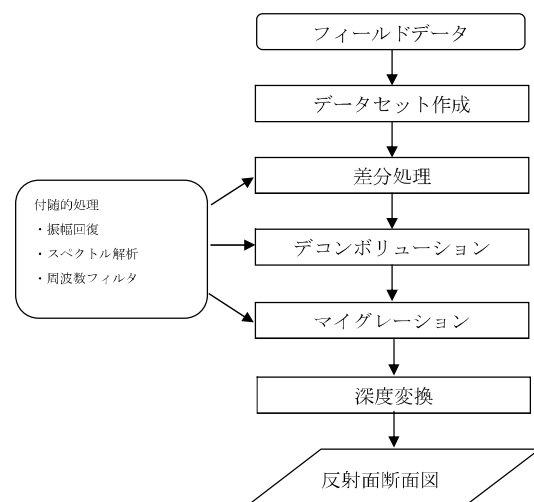 フィールドデータ
データセット作成
差分処理
付随的処理
・振幅回復
・スペクトル解析
・周波数フィルタ
デコンボリューション
マイグレーション
深度変換
反射面断面図